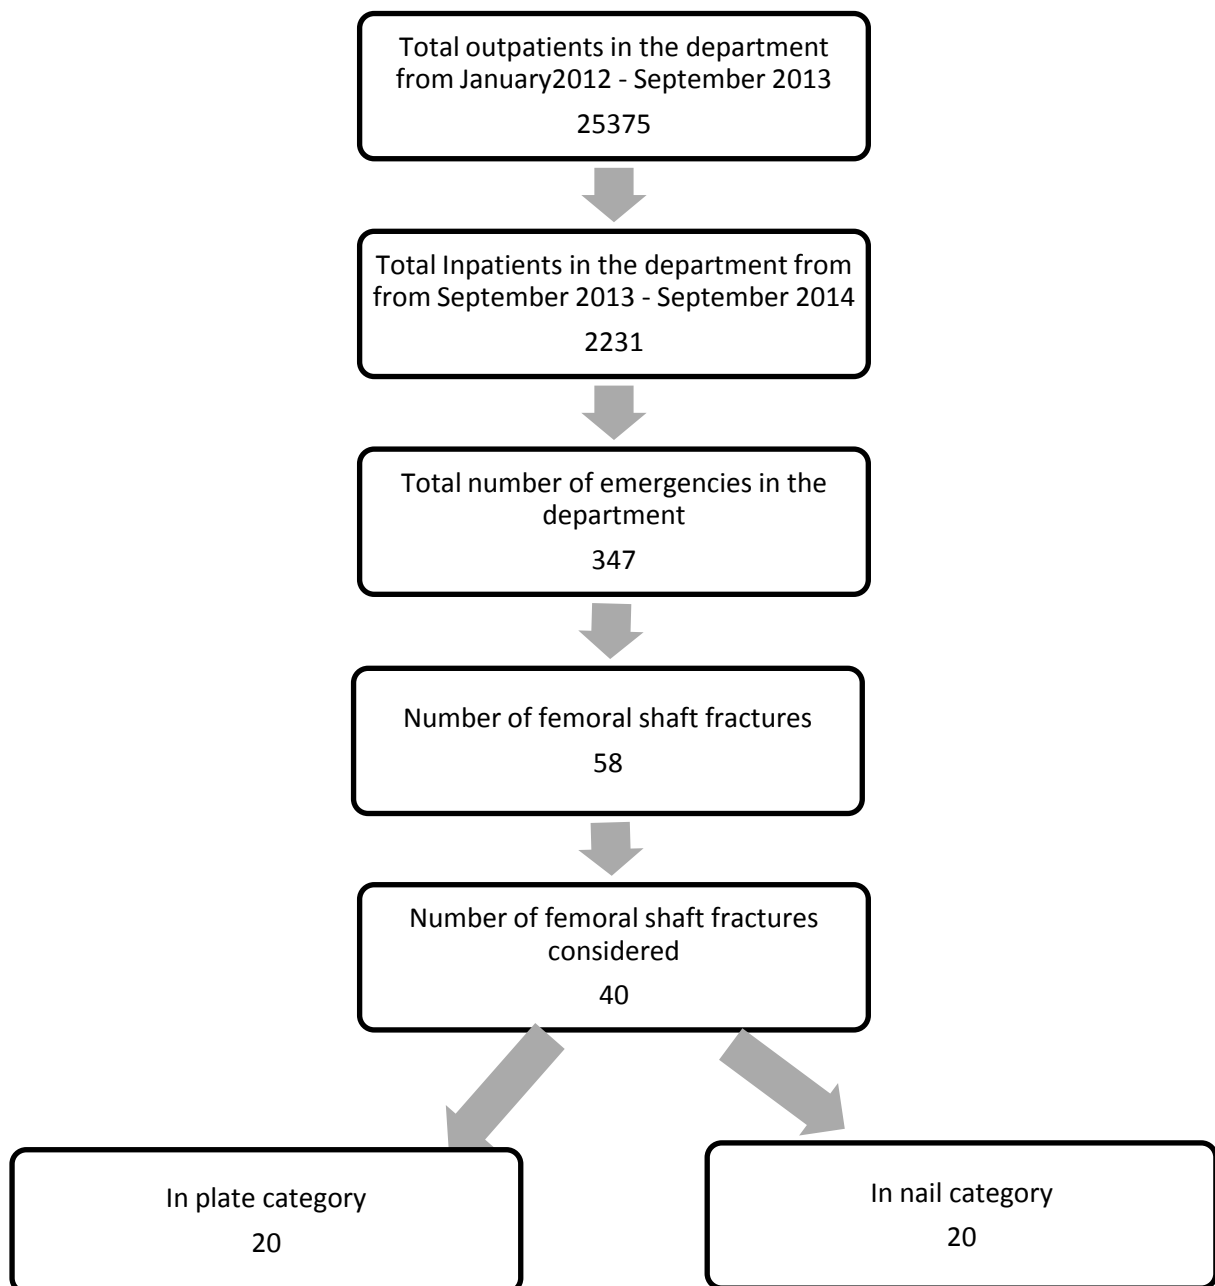 Total outpatients in the department
from January2012 - September 2013
25375
Total Inpatients in the department from
from September 2013 - September 2014
2231
Total number of emergencies in the
department
347
Number of femoral shaft fractures
58
Number of femoral shaft fractures
considered
40
In plate category
20
In nail category
20